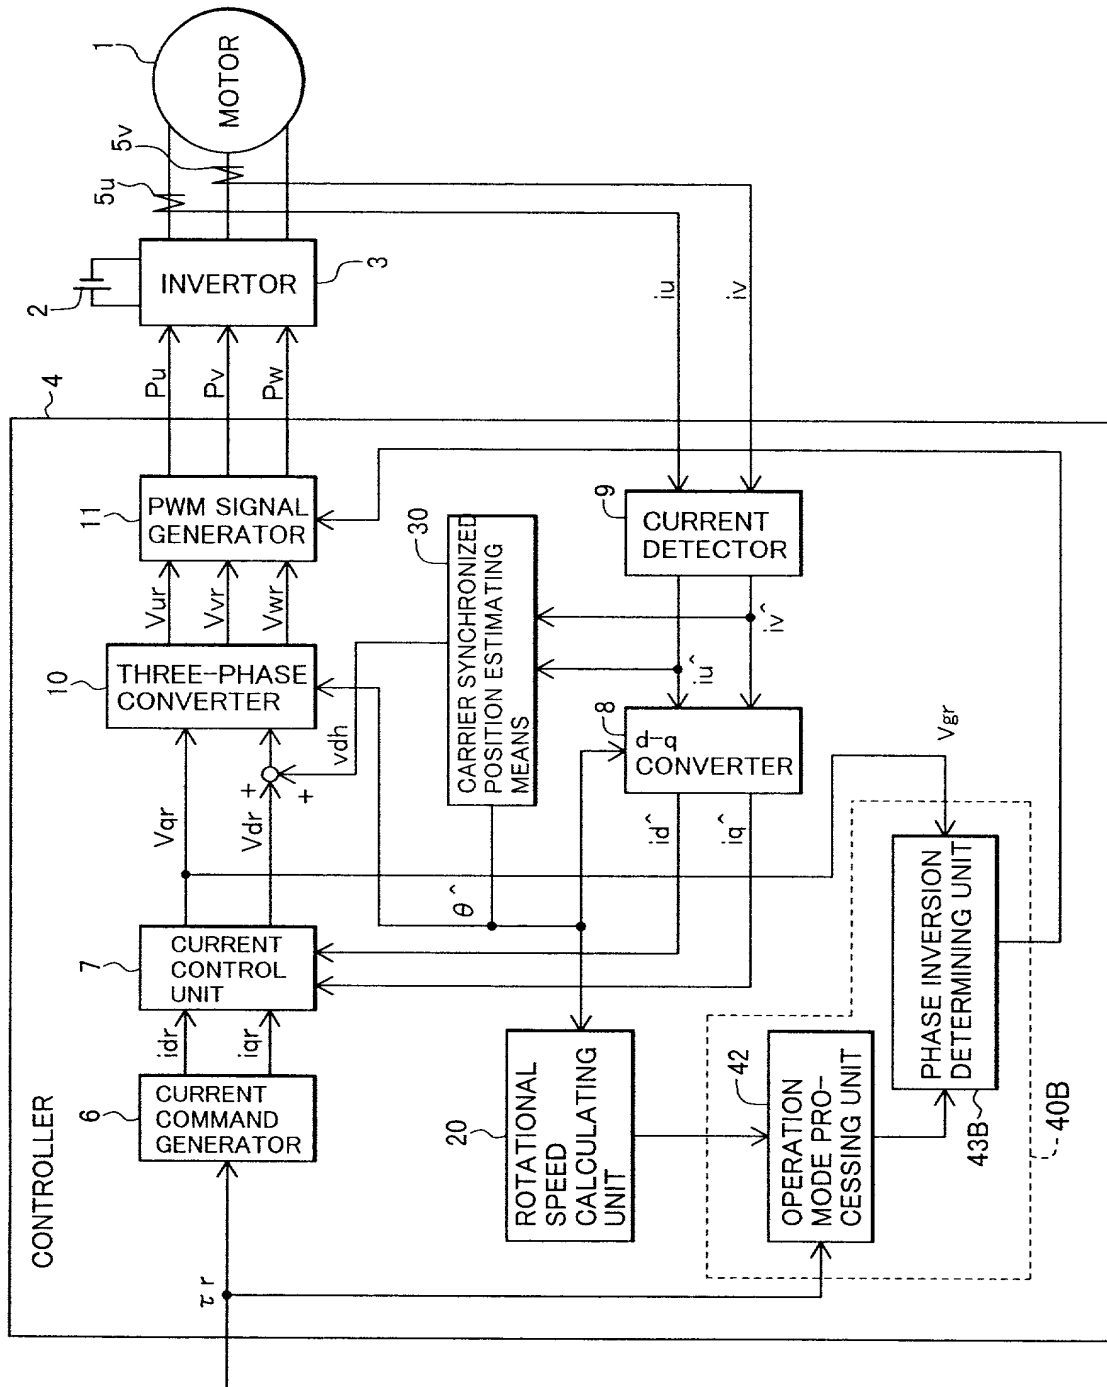 CONTROLLER
4
τr
6
CURRENT
COMMAND
GENERATOR
idr
iqr
7
CURRENT
CONTROL
UNIT
Vqr
Vdr
+
+
vdh
θ^
10
THREE-PHASE
CONVERTER
Vur
Vvr
Vwr
11
PWM SIGNAL
GENERATOR
Pu
Pv
Pw
2
INVERTOR
3
5u
5v
1
MOTOR
iu
iv
9
CURRENT
DETECTOR
iu^
iv^
30
CARRIER SYNCHRONIZED
POSITION ESTIMATING
MEANS
8
d-q
CONVERTER
id^
iq^
20
ROTATIONAL
SPEED
CALCULATING
UNIT
42
OPERATION
MODE PRO-
CESSING UNIT
Vgr
PHASE INVERSION
DETERMINING UNIT
43B
40B